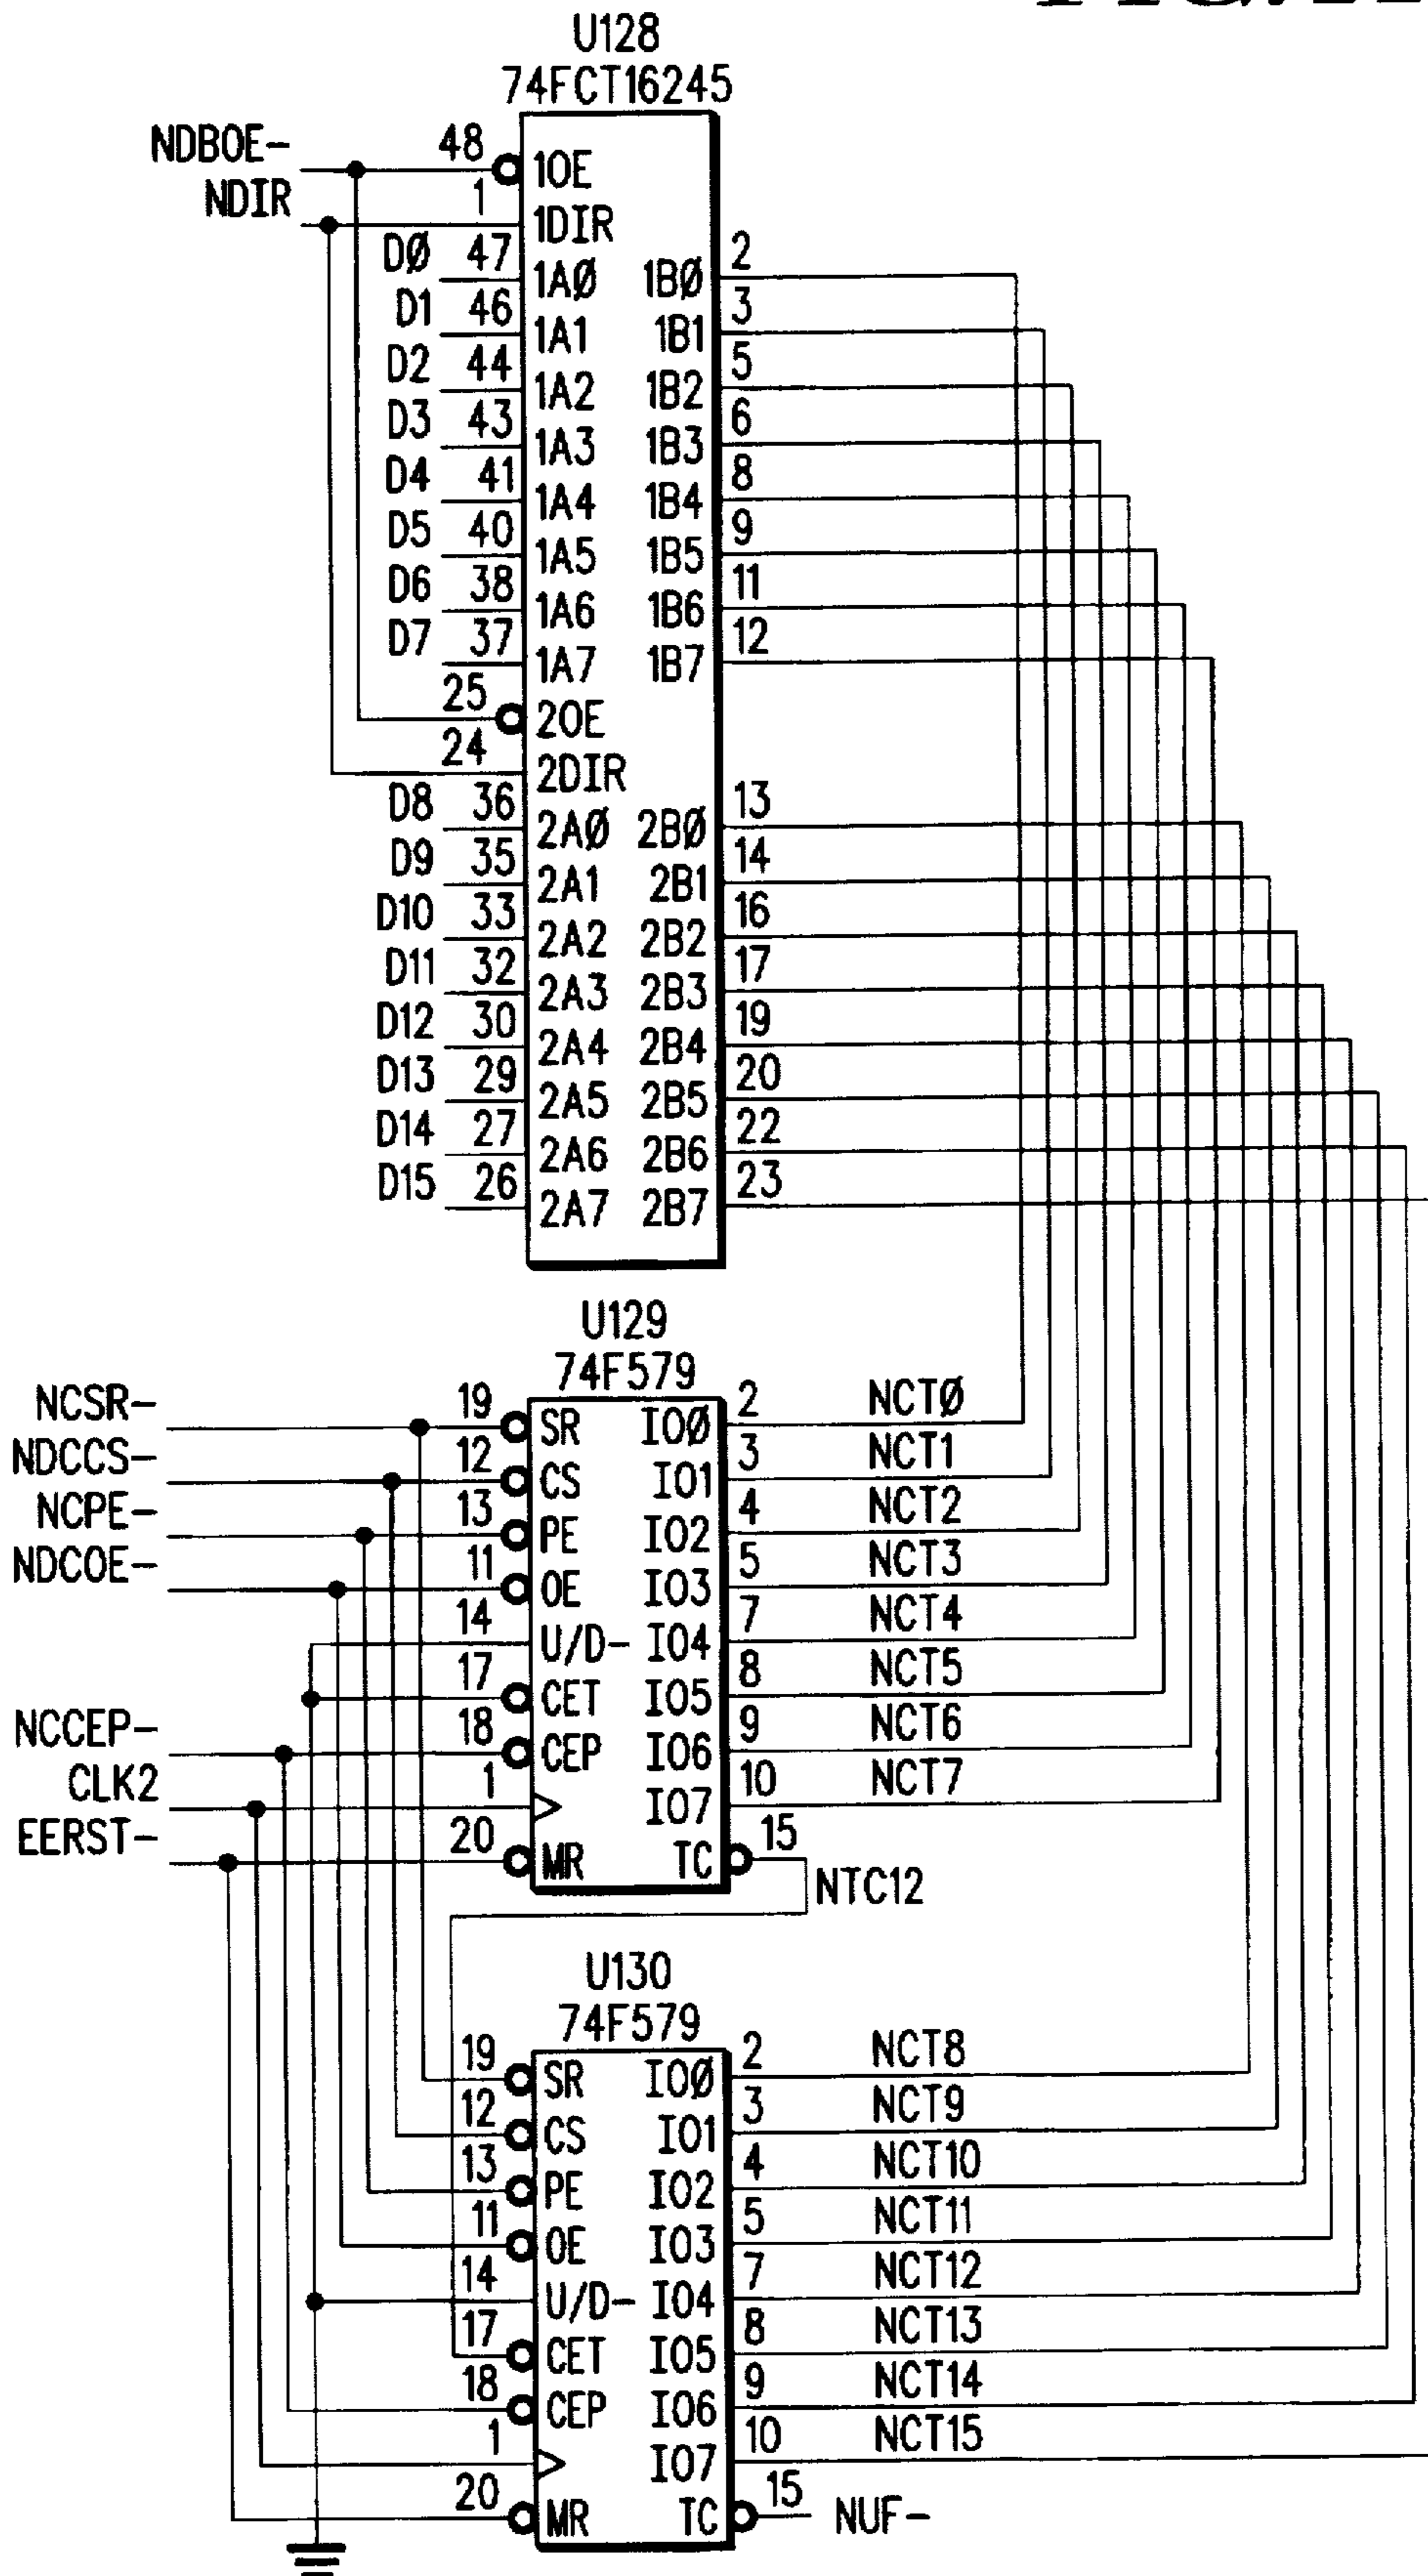 U128
74FCT16245
NDBOE- 48 1OE
NDIR 1 1DIR
DØ 47 1AØ 1BØ 2
D1 46 1A1 1B1 3
D2 44 1A2 1B2 5
D3 43 1A3 1B3 6
D4 41 1A4 1B4 8
D5 40 1A5 1B5 9
D6 38 1A6 1B6 11
D7 37 1A7 1B7 12
25 2OE
24 2DIR
D8 36 2AØ 2BØ 13
D9 35 2A1 2B1 14
D10 33 2A2 2B2 16
D11 32 2A3 2B3 17
D12 30 2A4 2B4 19
D13 29 2A5 2B5 20
D14 27 2A6 2B6 22
D15 26 2A7 2B7 23
U129
74F579
NCSR- 19 SR IOØ 2 NCTØ
NDCCS- 12 CS IO1 3 NCT1
NCPE- 13 PE IO2 4 NCT2
NDCOE- 11 OE IO3 5 NCT3
14 U/D- IO4 7 NCT4
17 CET IO5 8 NCT5
NCCEP- 18 CEP IO6 9 NCT6
CLK2 1 IO7 10 NCT7
EERST- 20 MR TC 15
NTC12
U130
74F579
19 SR IOØ 2 NCT8
12 CS IO1 3 NCT9
13 PE IO2 4 NCT10
11 OE IO3 5 NCT11
14 U/D- IO4 7 NCT12
17 CET IO5 8 NCT13
18 CEP IO6 9 NCT14
1 IO7 10 NCT15
20 MR TC 15 NUF-